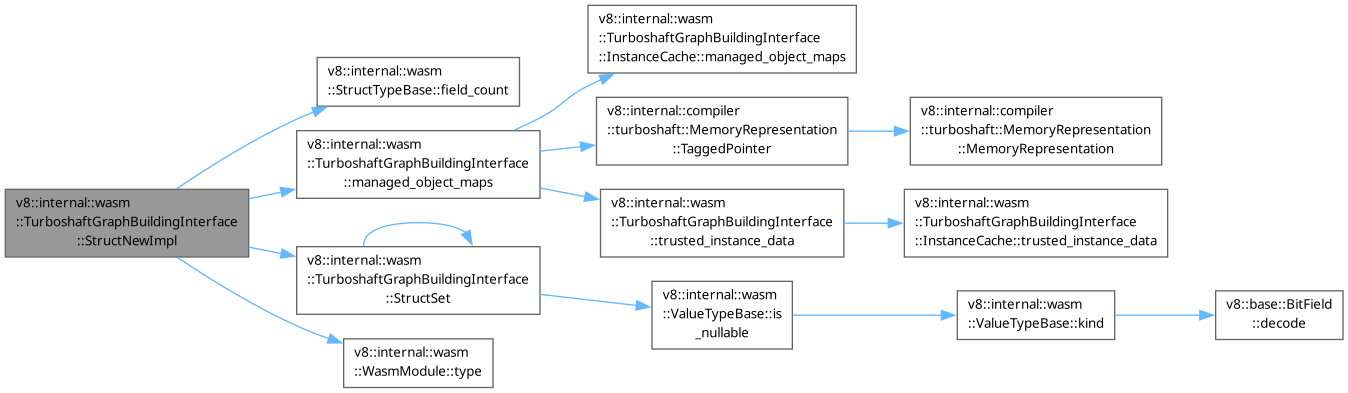 v8::internal::wasm
::TurboshaftGraphBuildingInterface
::StructNewImpl
v8::internal::wasm
::StructTypeBase::field_count
v8::internal::wasm
::TurboshaftGraphBuildingInterface
::managed_object_maps
v8::internal::wasm
::TurboshaftGraphBuildingInterface
::InstanceCache::managed_object_maps
v8::internal::compiler
::turboshaft::MemoryRepresentation
::TaggedPointer
v8::internal::compiler
::turboshaft::MemoryRepresentation
::MemoryRepresentation
v8::internal::wasm
::TurboshaftGraphBuildingInterface
::trusted_instance_data
v8::internal::wasm
::TurboshaftGraphBuildingInterface
::InstanceCache::trusted_instance_data
v8::internal::wasm
::TurboshaftGraphBuildingInterface
::StructSet
v8::internal::wasm
::ValueTypeBase::is
_nullable
v8::internal::wasm
::ValueTypeBase::kind
v8::base::BitField
::decode
v8::internal::wasm
::WasmModule::type